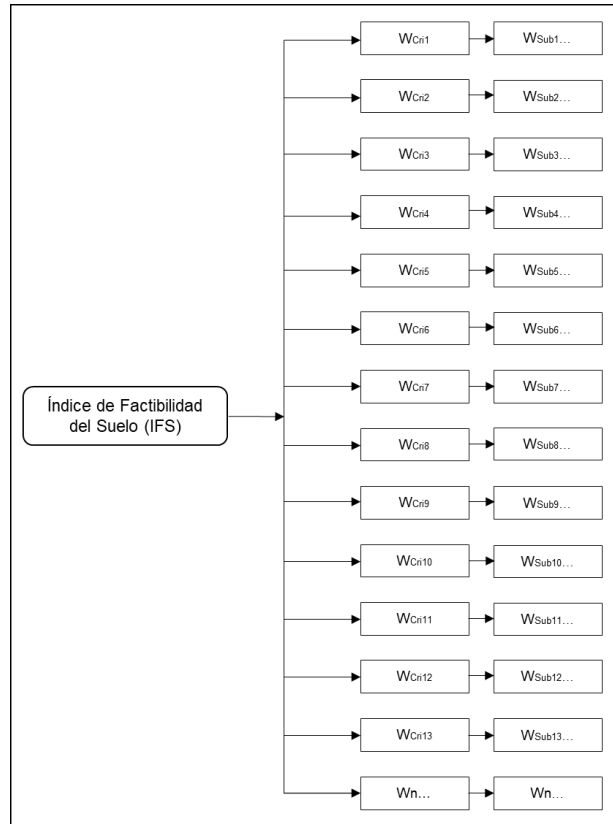 WCri1 WSub1...
WCri2 WSub2...
WCri3 WSub3...
WCri4 WSub4...
WCri5 WSub5...
WCri6 WSub6...
Índice de Factibilidad
del Suelo (IFS)
WCri7 WSub7...
WCri8 WSub8...
WCri9 WSub9...
WCri10 WSub10...
WCri11 WSub11...
WCri12 WSub12...
WCri13 WSub13...
Wn... Wn...